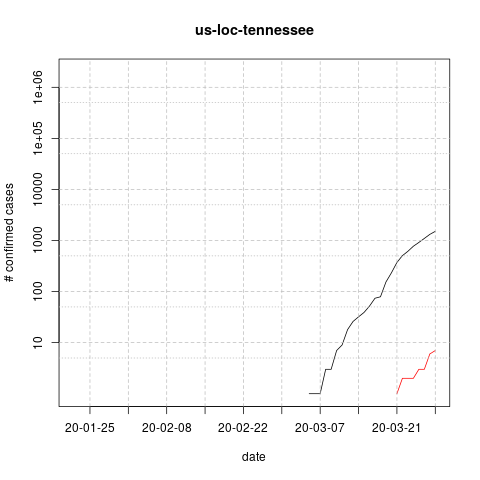 us-loc-tennessee
# confirmed cases
1e+06
1e+05
10000
1000
100
10
20-01-25 20-02-08 20-02-22 20-03-07 20-03-21
date